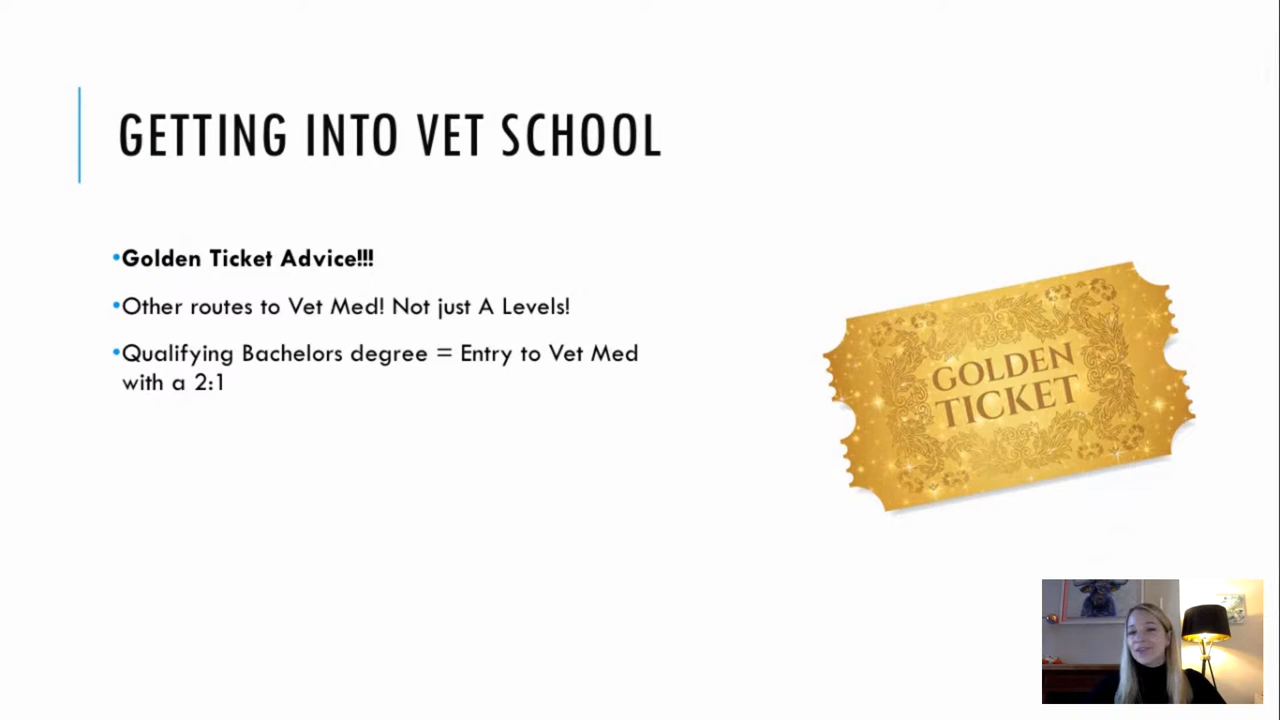 GETTING INTO VET SCHOOL
•Golden Ticket Advice!!!
•Other routes to Vet Med! Not just A Levels!
•Qualifying Bachelors degree = Entry to Vet Med
with a 2:1
GOLDEN
TICKET